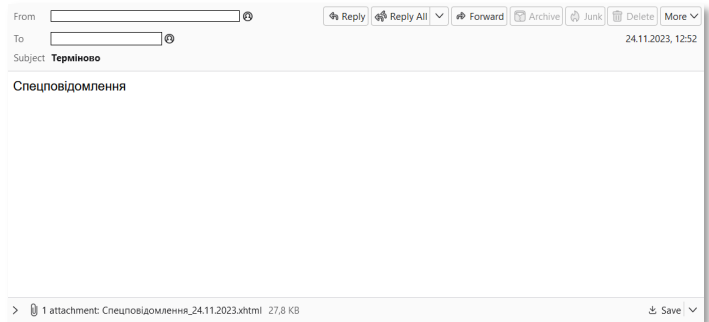 From Reply Reply All Forward Archive Junk Delete More
To 24.11.2023, 12:52
Subject Терміново
Спецповідомлення
1 attachment: Спецповідомлення_24.11.2023.xhtml 27,8 KB Save